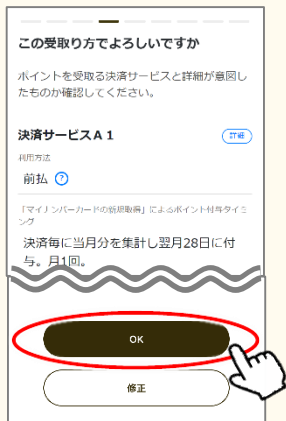 この受取り方でよろしいですか
ポイントを受取る決済サービスと詳細が意図し
たものか確認してください。
決済サービスA1
詳細
利用方法
前払 ?
「マイナンバーカードの新規取得」によるポイント付与タイミ
ング
決済毎に当月分を集計し翌月28日に付
与。月1回。
OK
修正